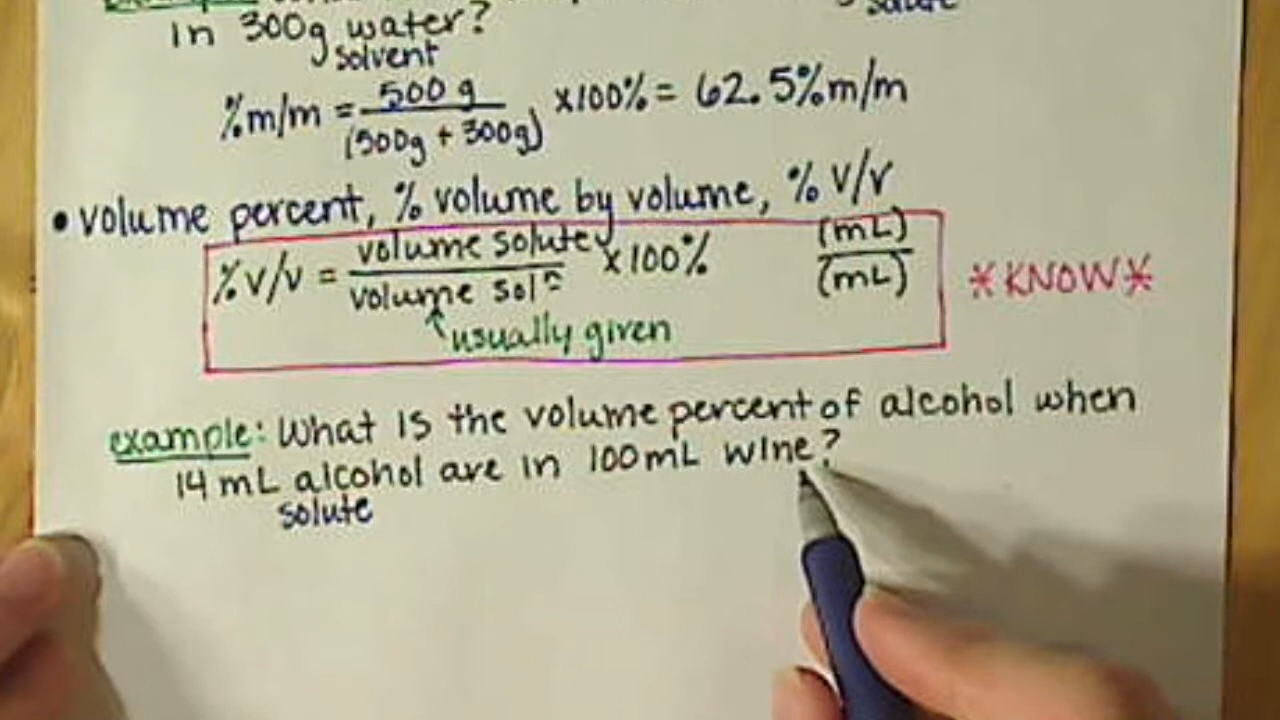 example:
solute
in 300g water?
solvent
%m/m = 500 g / (500g + 300g) x100% = 62.5%m/m
• volume percent, % volume by volume, % v/v
%v/v = volume solute / volume solⁿ x100% (mL) / (mL) *KNOW*
usually given
example: What is the volume percent of alcohol when
14 mL alcohol are in 100mL wine?
solute